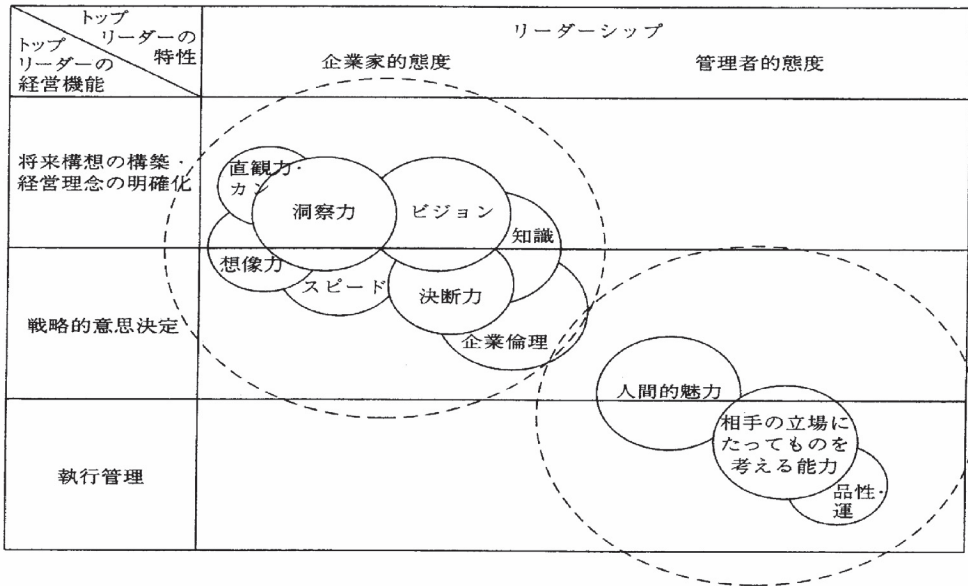 トップ
リーダーの
特性
トップ
リーダーの
経営機能
リーダーシップ
企業家的態度
管理者的態度
将来構想の構築・
経営理念の明確化
直観力・
カン
洞察力
ビジョン
知識
想像力
スピード
決断力
戦略的意思決定
企業倫理
人間的魅力
相手の立場に
たってものを
考える能力
執行管理
品性・
運